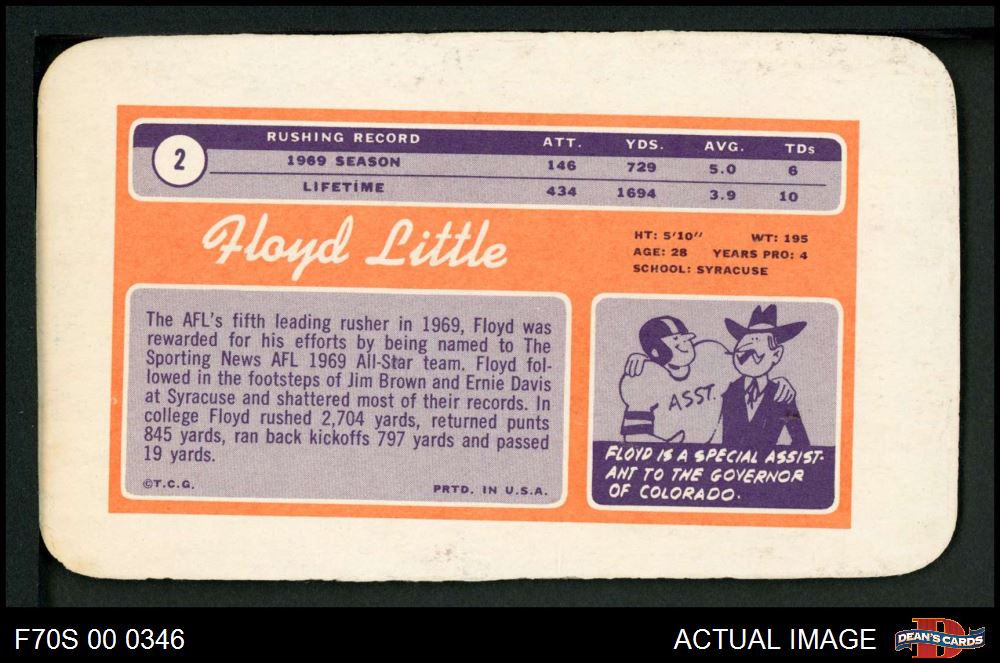 2
RUSHING RECORD ATT. YDS. AVG. TDs
1969 SEASON 146 729 5.0 6
LIFETIME 434 1694 3.9 10
Floyd Little
HT: 5'10" WT: 195
AGE: 28 YEARS PRO: 4
SCHOOL: SYRACUSE
The AFL's fifth leading rusher in 1969, Floyd was
rewarded for his efforts by being named to The
Sporting News AFL 1969 All-Star team. Floyd fol-
lowed in the footsteps of Jim Brown and Ernie Davis
at Syracuse and shattered most of their records. In
college Floyd rushed 2,704 yards, returned punts
845 yards, ran back kickoffs 797 yards and passed
19 yards.
©T.C.G. PRTD. IN U.S.A.
ASST.
FLOYD IS A SPECIAL ASSIST-
ANT TO THE GOVERNOR
OF COLORADO.
F70S 00 0346 ACTUAL IMAGE DEAN'S CARDS